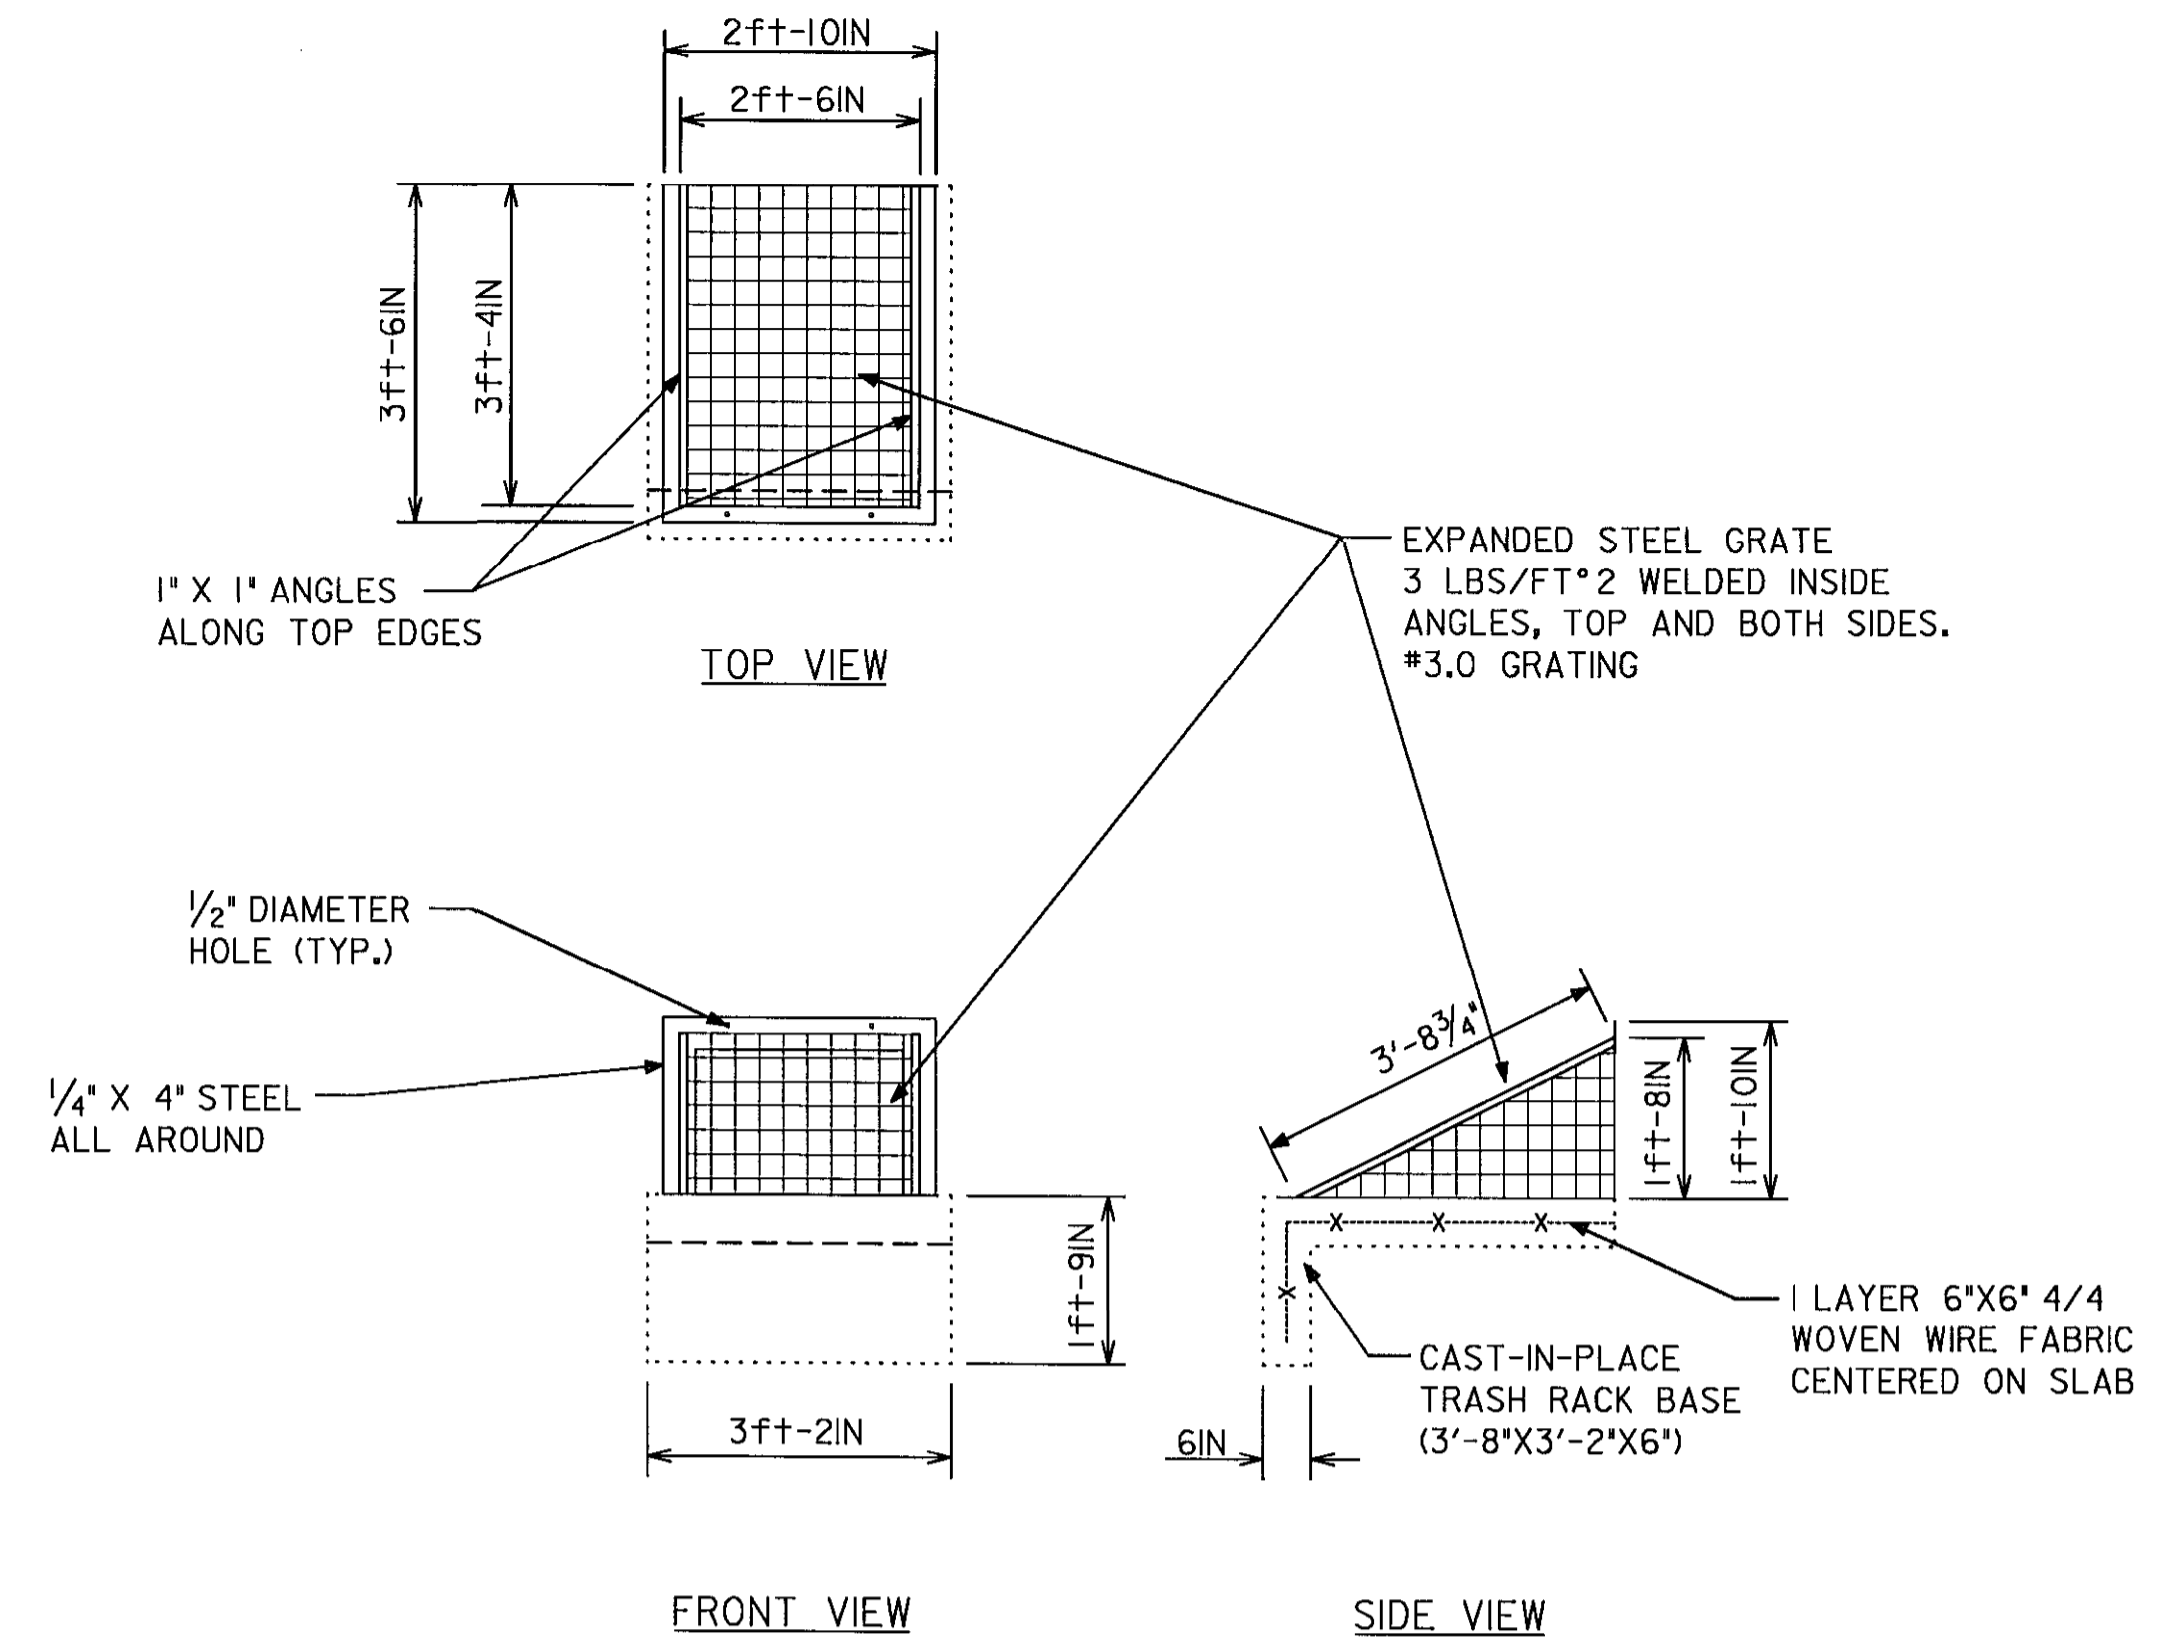 2ft-10IN
2ft-6IN
3ft-6IN
3ft-4IN
1" X 1" ANGLES
ALONG TOP EDGES
TOP VIEW
EXPANDED STEEL GRATE
3 LBS/FT°2 WELDED INSIDE
ANGLES, TOP AND BOTH SIDES.
#3.0 GRATING
1/2" DIAMETER
HOLE (TYP.)
1/4" X 4" STEEL
ALL AROUND
1ft-9IN
3ft-2IN
FRONT VIEW
3'-8 3/4"
1ft-8IN
1ft-10IN
X X X
X
1 LAYER 6"X6" 4/4
WOVEN WIRE FABRIC
CENTERED ON SLAB
CAST-IN-PLACE
TRASH RACK BASE
(3'-8"X3'-2"X6")
6IN
SIDE VIEW